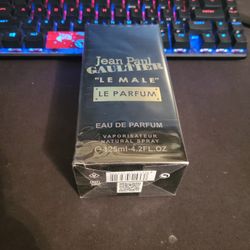 Jean Paul
GAULTIER
"LE MALE"
LE PARFUM
EAU DE PARFUM
VAPORISATEUR
NATURAL SPRAY
℮125ml-4.2FL.OZ